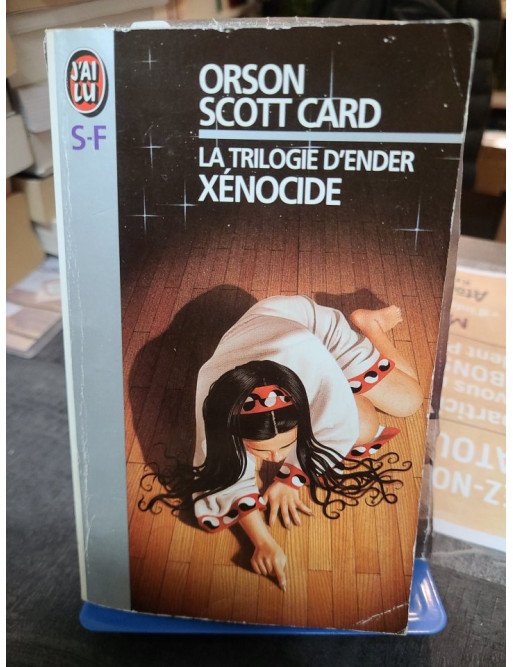 J'AI
LU
S-F
ORSON
SCOTT CARD
LA TRILOGIE D'ENDER
XÉNOCIDE